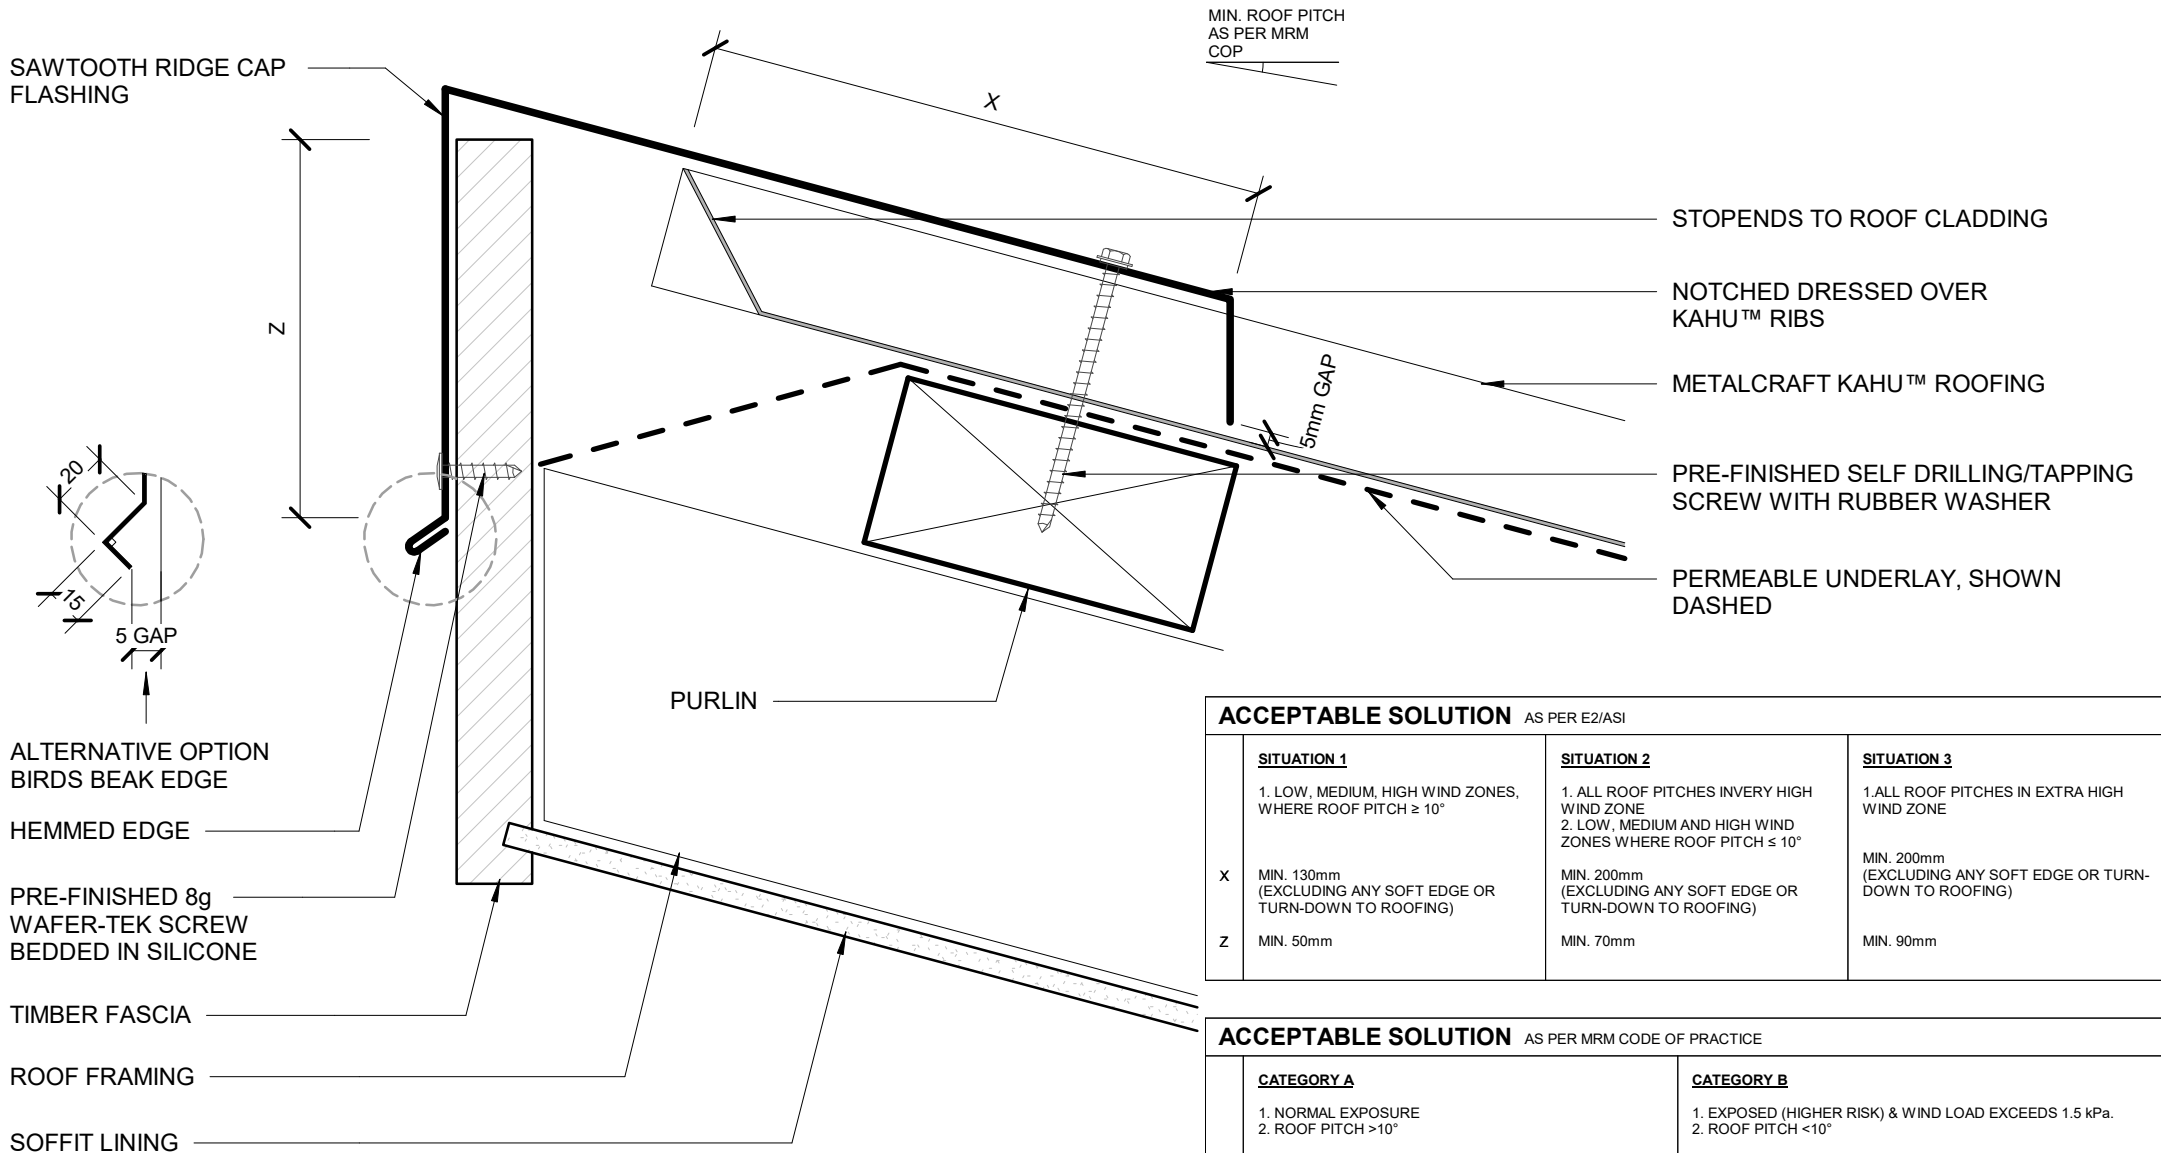 MIN. ROOF PITCH
AS PER MRM
COP
SAWTOOTH RIDGE CAP
FLASHING
X
Z
STOPENDS TO ROOF CLADDING
NOTCHED DRESSED OVER
KAHU™ RIBS
METALCRAFT KAHU™ ROOFING
5mm GAP
PRE-FINISHED SELF DRILLING/TAPPING
SCREW WITH RUBBER WASHER
PERMEABLE UNDERLAY, SHOWN
DASHED
20
15
5 GAP
PURLIN
ALTERNATIVE OPTION
BIRDS BEAK EDGE
HEMMED EDGE
PRE-FINISHED 8g
WAFER-TEK SCREW
BEDDED IN SILICONE
TIMBER FASCIA
ROOF FRAMING
SOFFIT LINING
ACCEPTABLE SOLUTION AS PER E2/ASI
SITUATION 1
1. LOW, MEDIUM, HIGH WIND ZONES,
WHERE ROOF PITCH ≥ 10°
SITUATION 2
1. ALL ROOF PITCHES INVERY HIGH
WIND ZONE
2. LOW, MEDIUM AND HIGH WIND
ZONES WHERE ROOF PITCH ≤ 10°
SITUATION 3
1.ALL ROOF PITCHES IN EXTRA HIGH
WIND ZONE
X
MIN. 130mm
(EXCLUDING ANY SOFT EDGE OR
TURN-DOWN TO ROOFING)
MIN. 200mm
(EXCLUDING ANY SOFT EDGE OR
TURN-DOWN TO ROOFING)
MIN. 200mm
(EXCLUDING ANY SOFT EDGE OR TURN-
DOWN TO ROOFING)
Z
MIN. 50mm
MIN. 70mm
MIN. 90mm
ACCEPTABLE SOLUTION AS PER MRM CODE OF PRACTICE
CATEGORY A
1. NORMAL EXPOSURE
2. ROOF PITCH >10°
CATEGORY B
1. EXPOSED (HIGHER RISK) & WIND LOAD EXCEEDS 1.5 kPa.
2. ROOF PITCH <10°